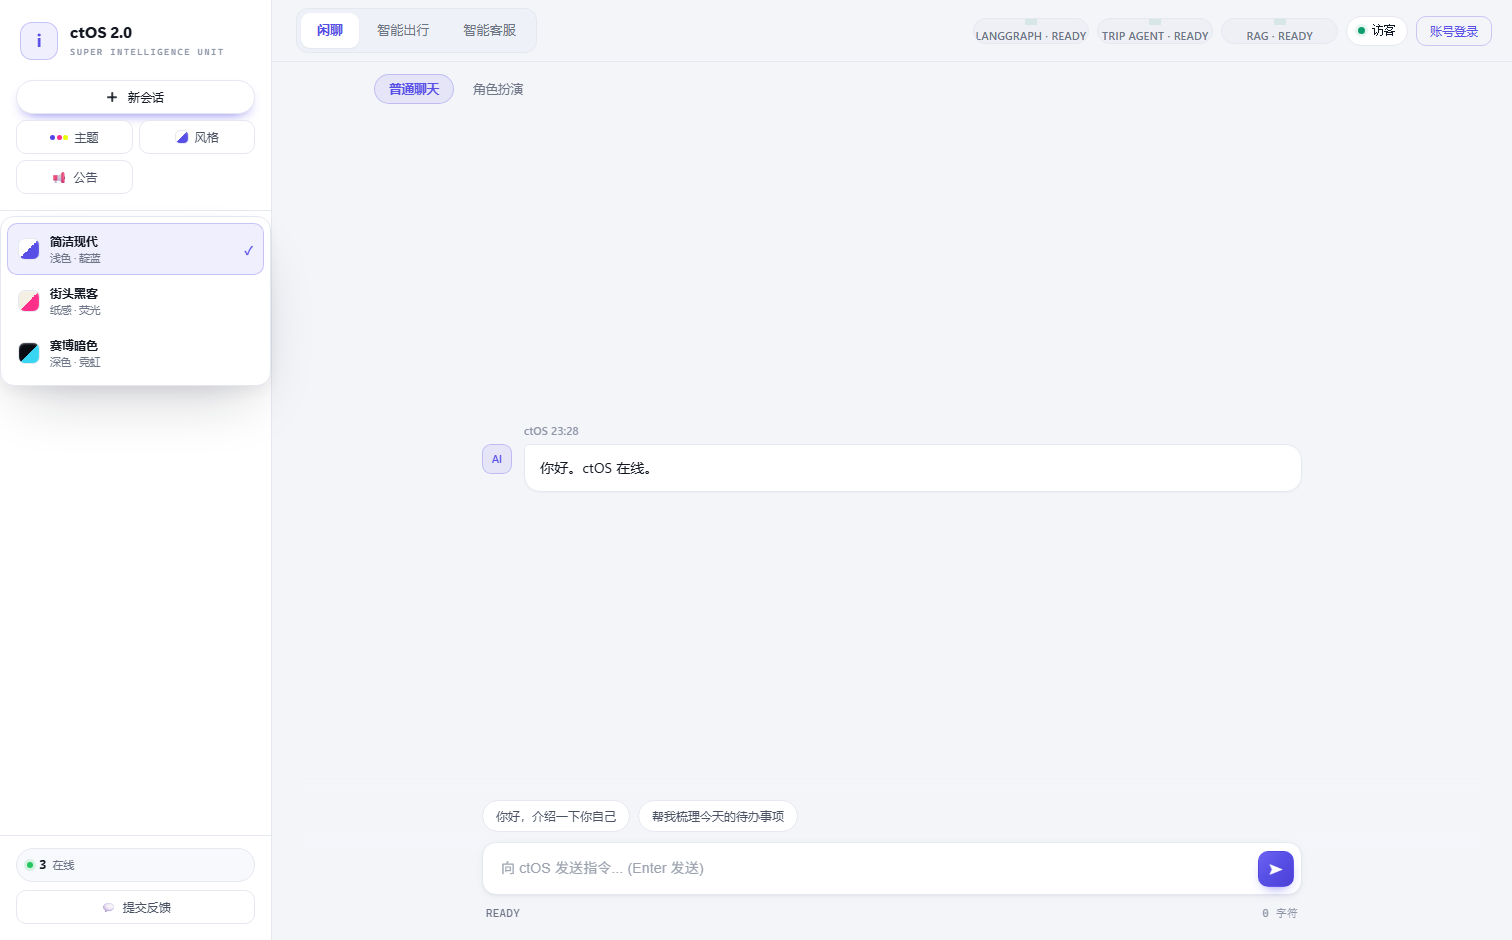 i
ctOS 2.0
SUPER INTELLIGENCE UNIT
+ 新会话
主题
风格
公告
简洁现代
浅色 · 靛蓝
✓
街头黑客
纸感 · 荧光
赛博暗色
深色 · 霓虹
3 在线
提交反馈
闲聊
智能出行
智能客服
LANGGRAPH · READY
TRIP AGENT · READY
RAG · READY
访客
账号登录
普通聊天
角色扮演
ctOS 23:28
AI
你好。ctOS 在线。
你好，介绍一下你自己
帮我梳理今天的待办事项
向 ctOS 发送指令... (Enter 发送)
READY
0 字符